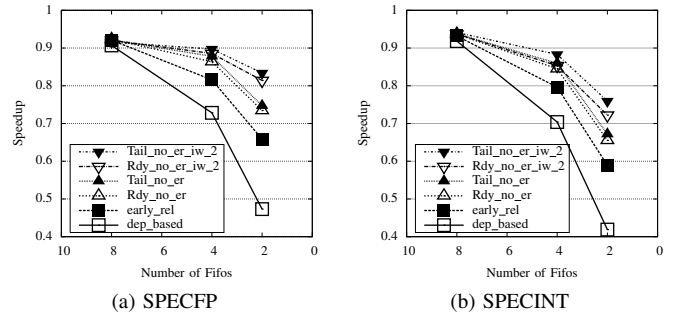 1
0.9
0.8
0.7
0.6
0.5
0.4
Speedup
Tail_no_er_iw_2
Rdy_no_er_iw_2
Tail_no_er
Rdy_no_er
early_rel
dep_based
10 8 6 4 2 0
Number of Fifos
(a) SPECFP
1
0.9
0.8
0.7
0.6
0.5
0.4
Speedup
Tail_no_er_iw_2
Rdy_no_er_iw_2
Tail_no_er
Rdy_no_er
early_rel
dep_based
10 8 6 4 2 0
Number of Fifos
(b) SPECINT